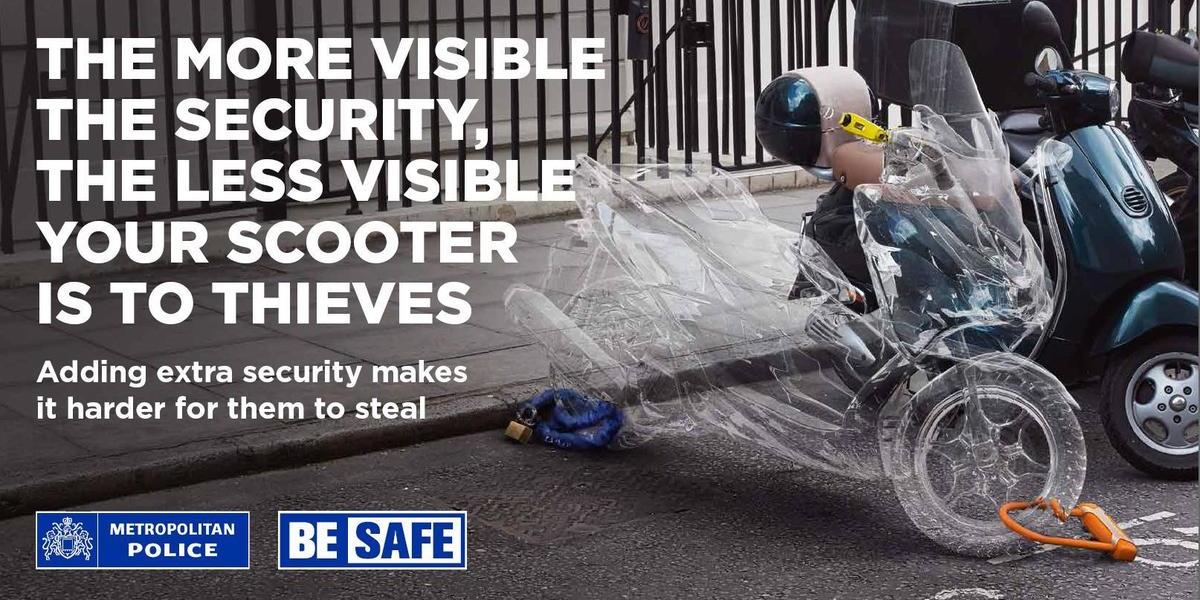 THE MORE VISIBLE
THE SECURITY,
THE LESS VISIBLE
YOUR SCOOTER
IS TO THIEVES
Adding extra security makes
it harder for them to steal
METROPOLITAN
POLICE
BE SAFE